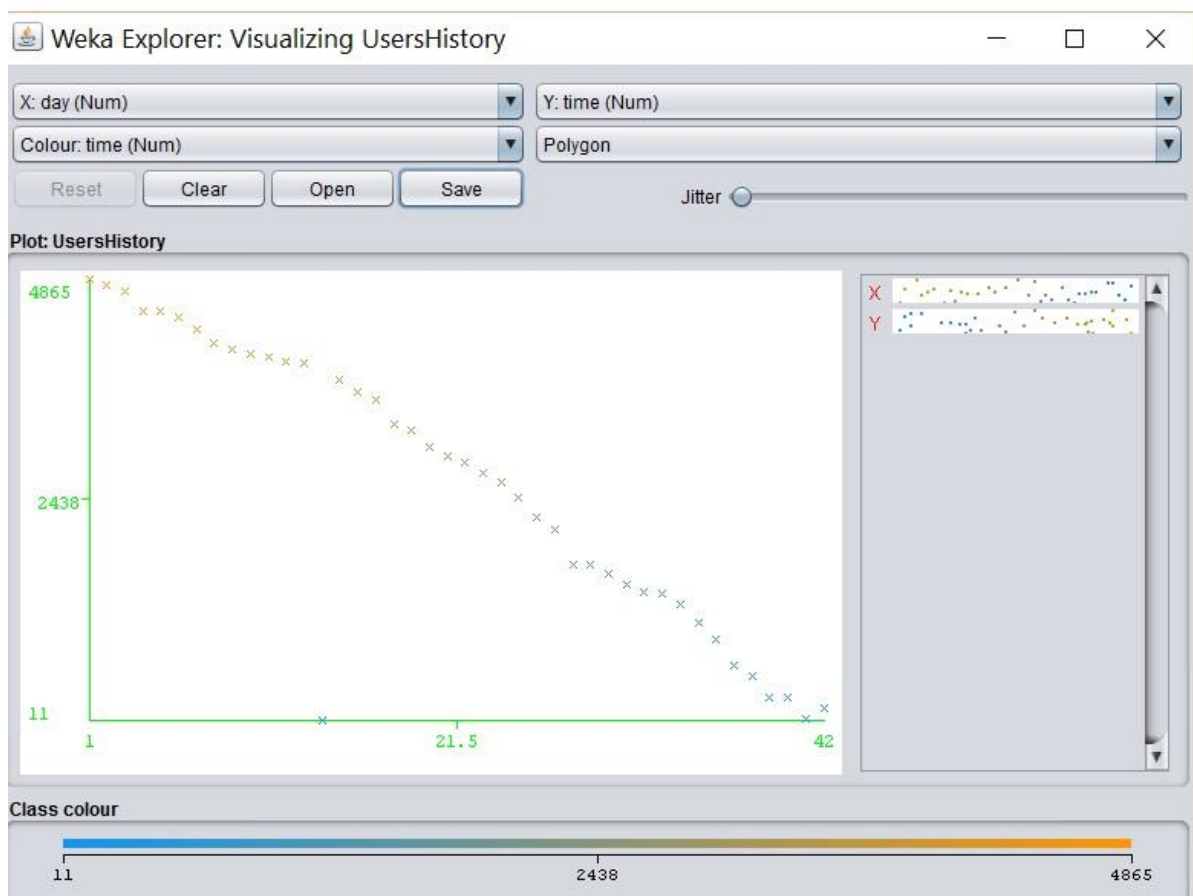 Weka Explorer: Visualizing UsersHistory
X: day (Num)
Y: time (Num)
Colour: time (Num)
Polygon
Reset
Clear
Open
Save
Jitter
Plot: UsersHistory
4865
2438
11
1
21.5
42
X
Y
Class colour
11
2438
4865